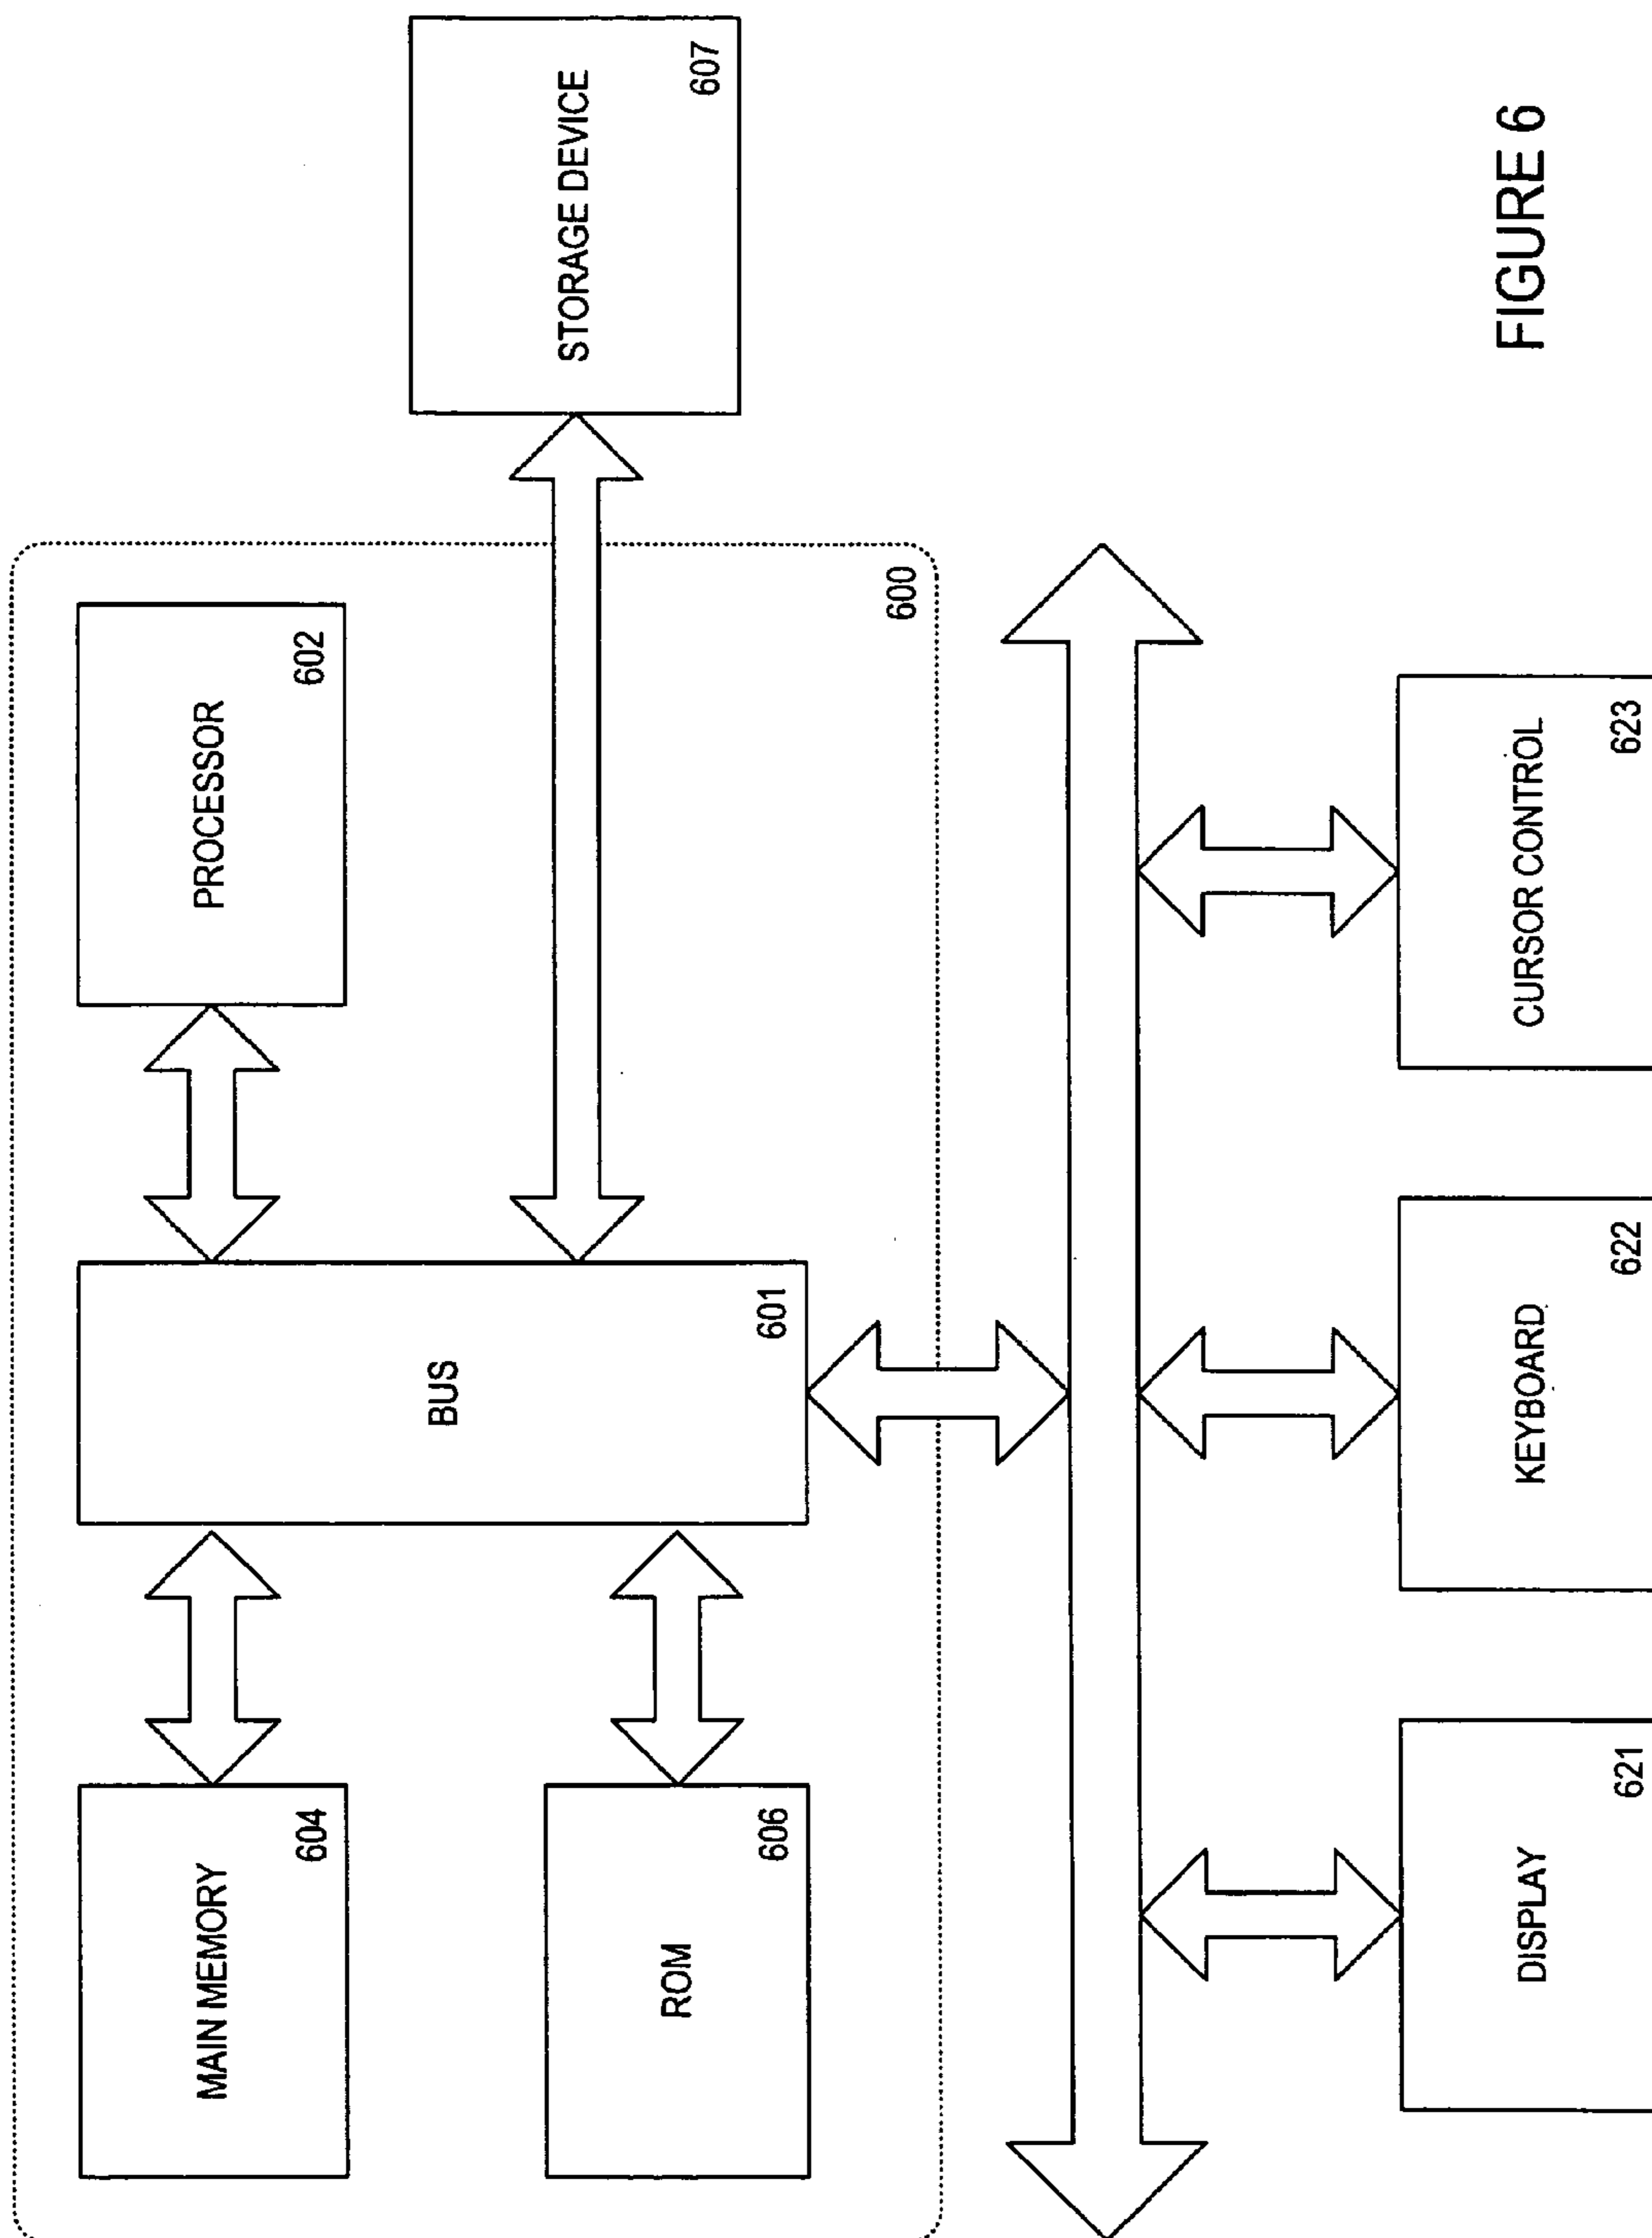 MAIN MEMORY
604
BUS
601
PROCESSOR
602
ROM
606
600
STORAGE DEVICE
607
DISPLAY
621
KEYBOARD
622
CURSOR CONTROL
623
FIGURE 6